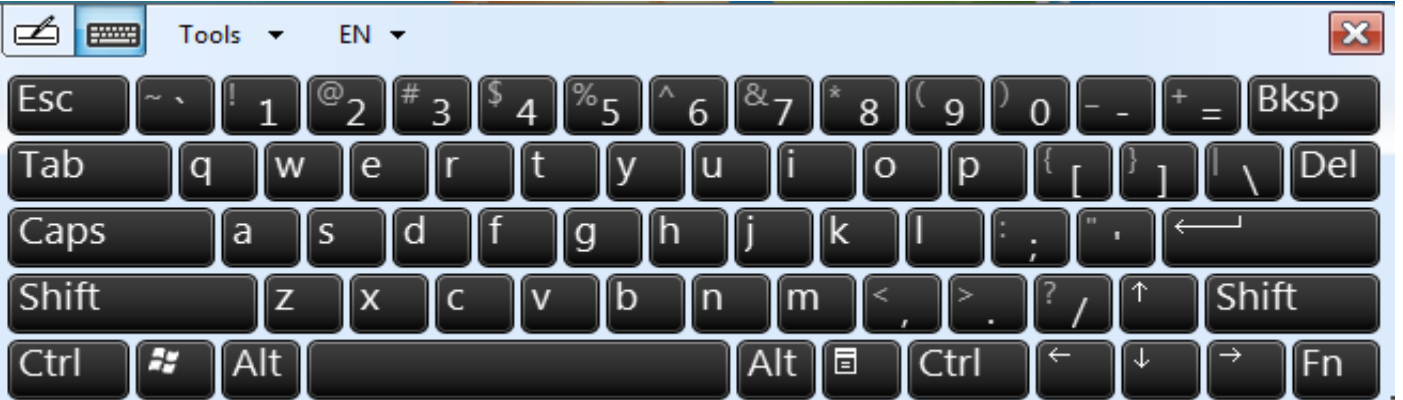 Tools EN
Esc ~ ` ! 1 @ 2 # 3 $ 4 % 5 ^ 6 & 7 * 8 ( 9 ) 0 _ - + = Bksp
Tab q w e r t y u i o p { [ } ] | \ Del
Caps a s d f g h j k l : ; " ' ←
Shift z x c v b n m < , > . ? / ↑ Shift
Ctrl Alt Alt Ctrl ← ↓ → Fn